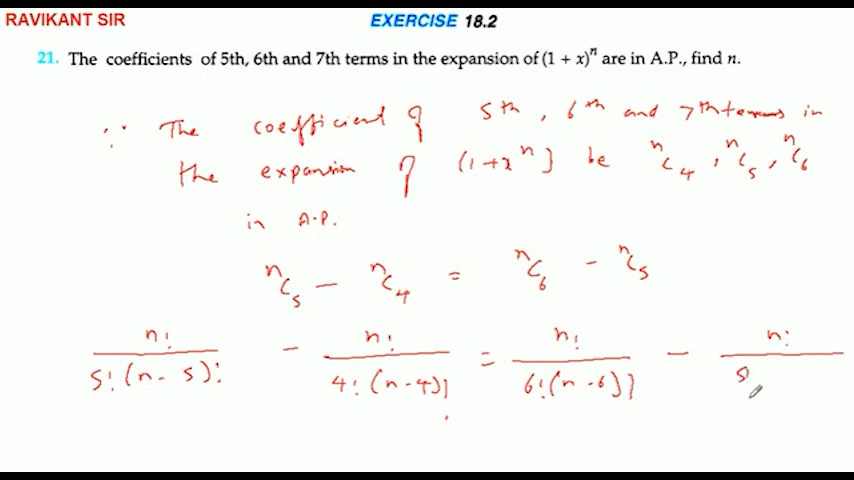 RAVIKANT SIR
EXERCISE 18.2
21. The coefficients of 5th, 6th and 7th terms in the expansion of (1 + x)ⁿ are in A.P., find n.
∵ The coefficient of 5th, 6th and 7th terms in
the expansion of (1+xⁿ) be ⁿC₄, ⁿC₅, ⁿC₆
in A.P.
ⁿC₅ − ⁿC₄ = ⁿC₆ − ⁿC₅
n! / 5!(n-5)! − n! / 4!(n-4)! = n! / 6!(n-6)! − n! / 5